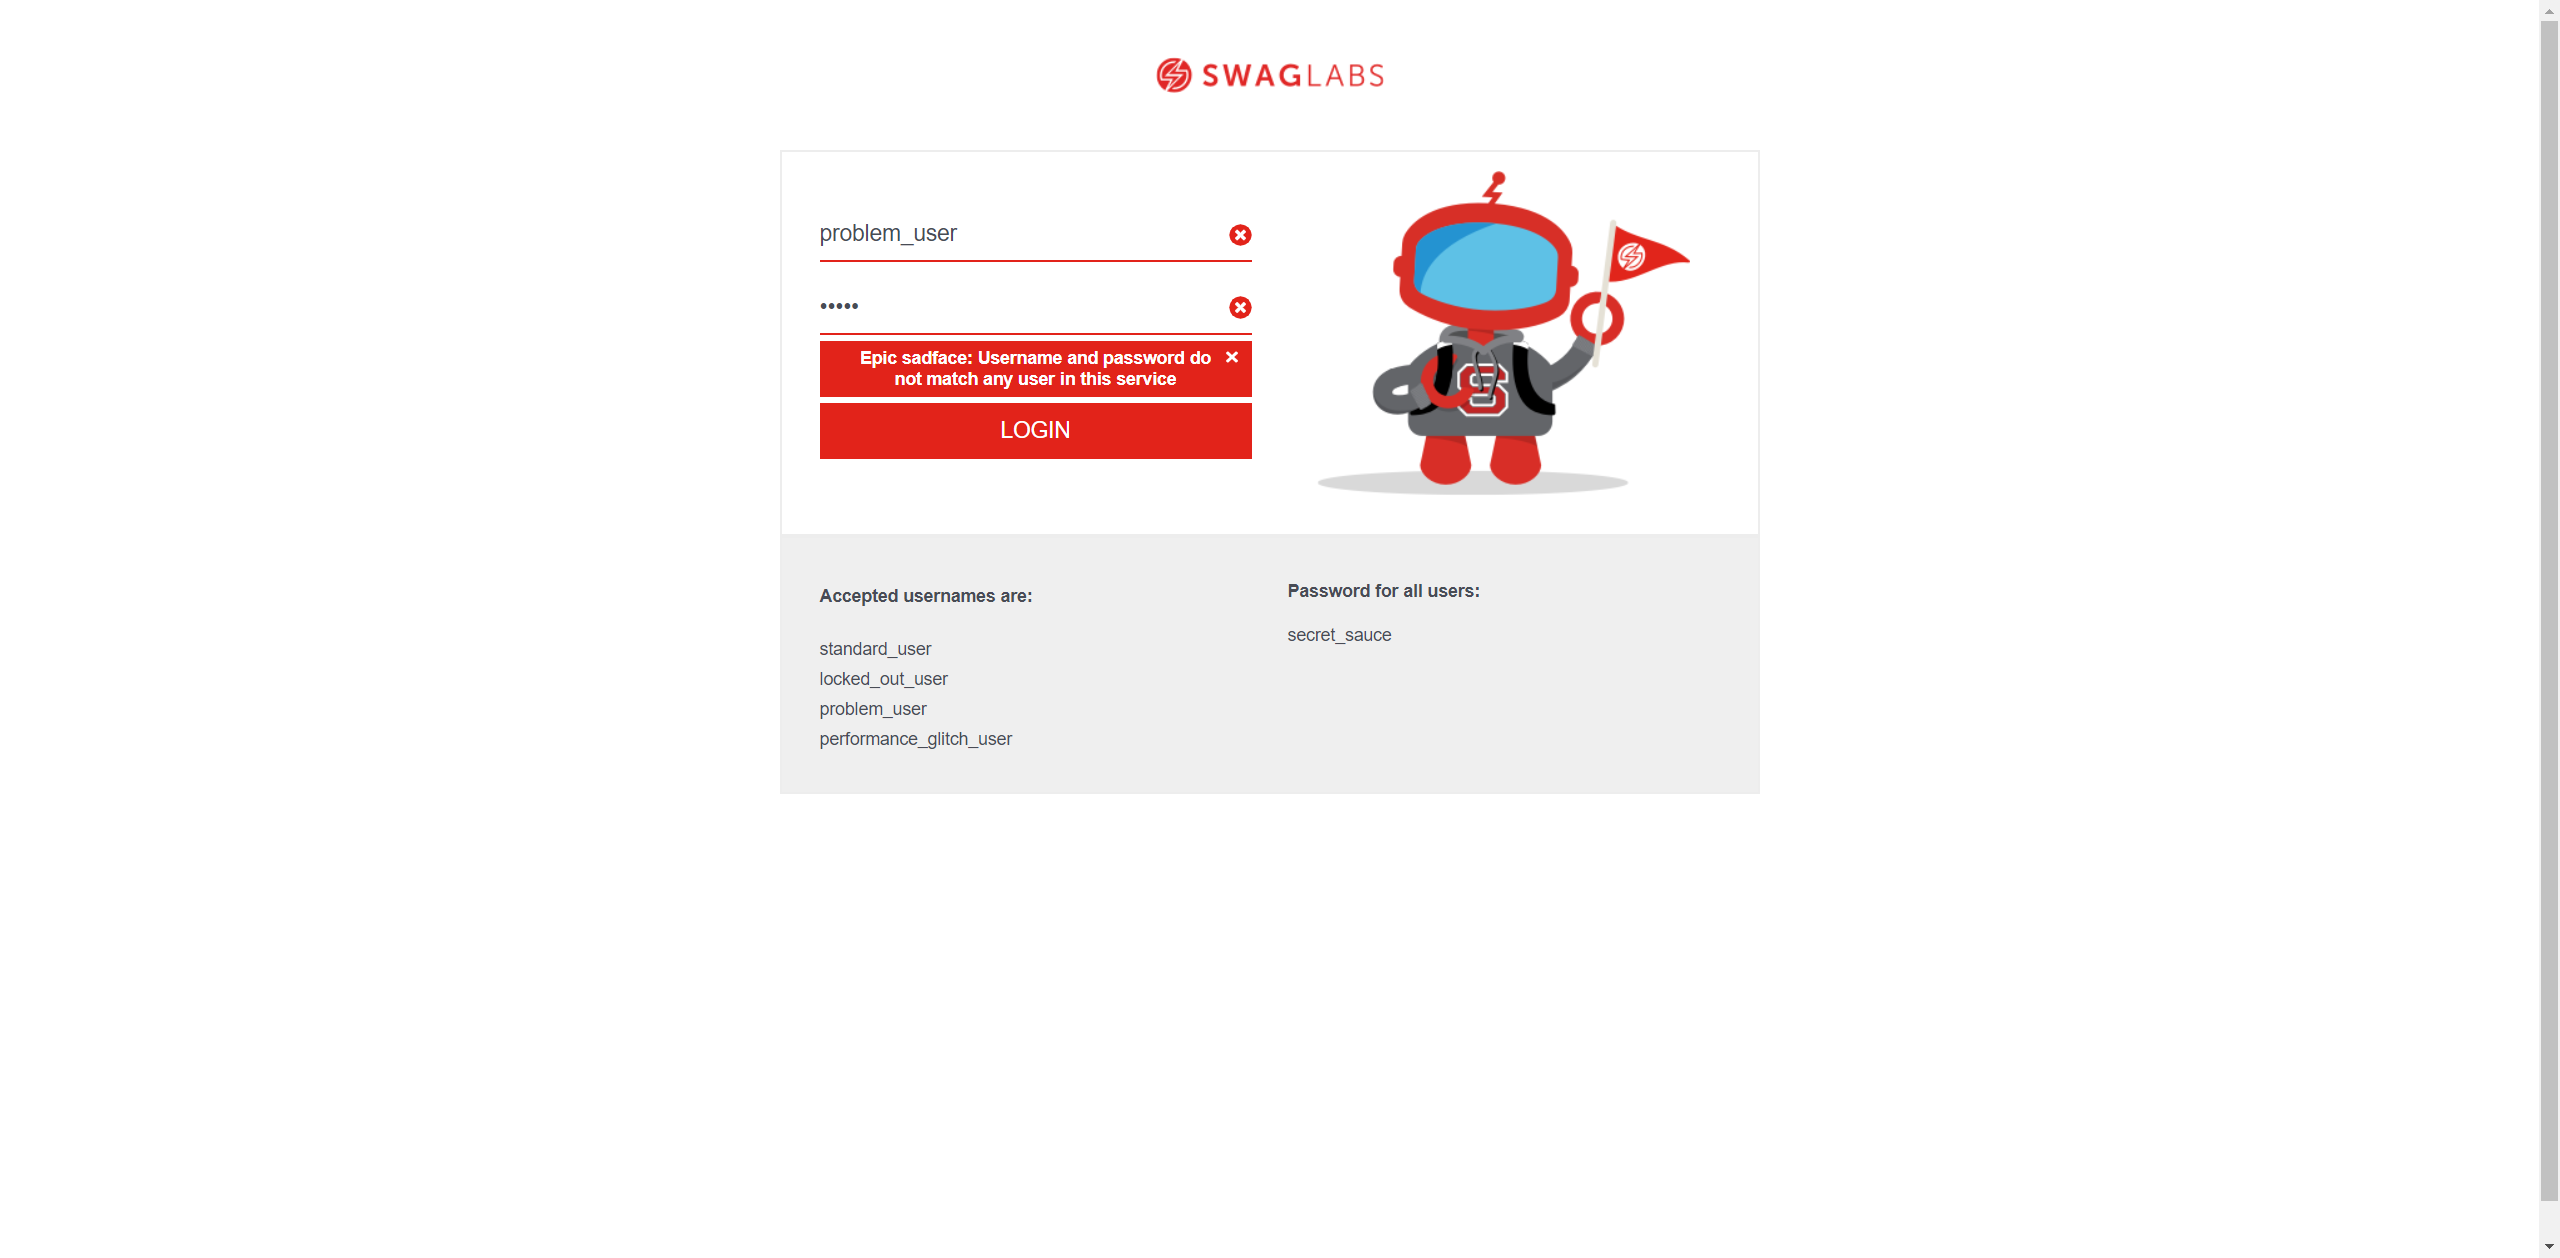 SWAGLABS
problem_user
•••••
Epic sadface: Username and password do
not match any user in this service
LOGIN
S
Accepted usernames are:
standard_user
locked_out_user
problem_user
performance_glitch_user
Password for all users:
secret_sauce